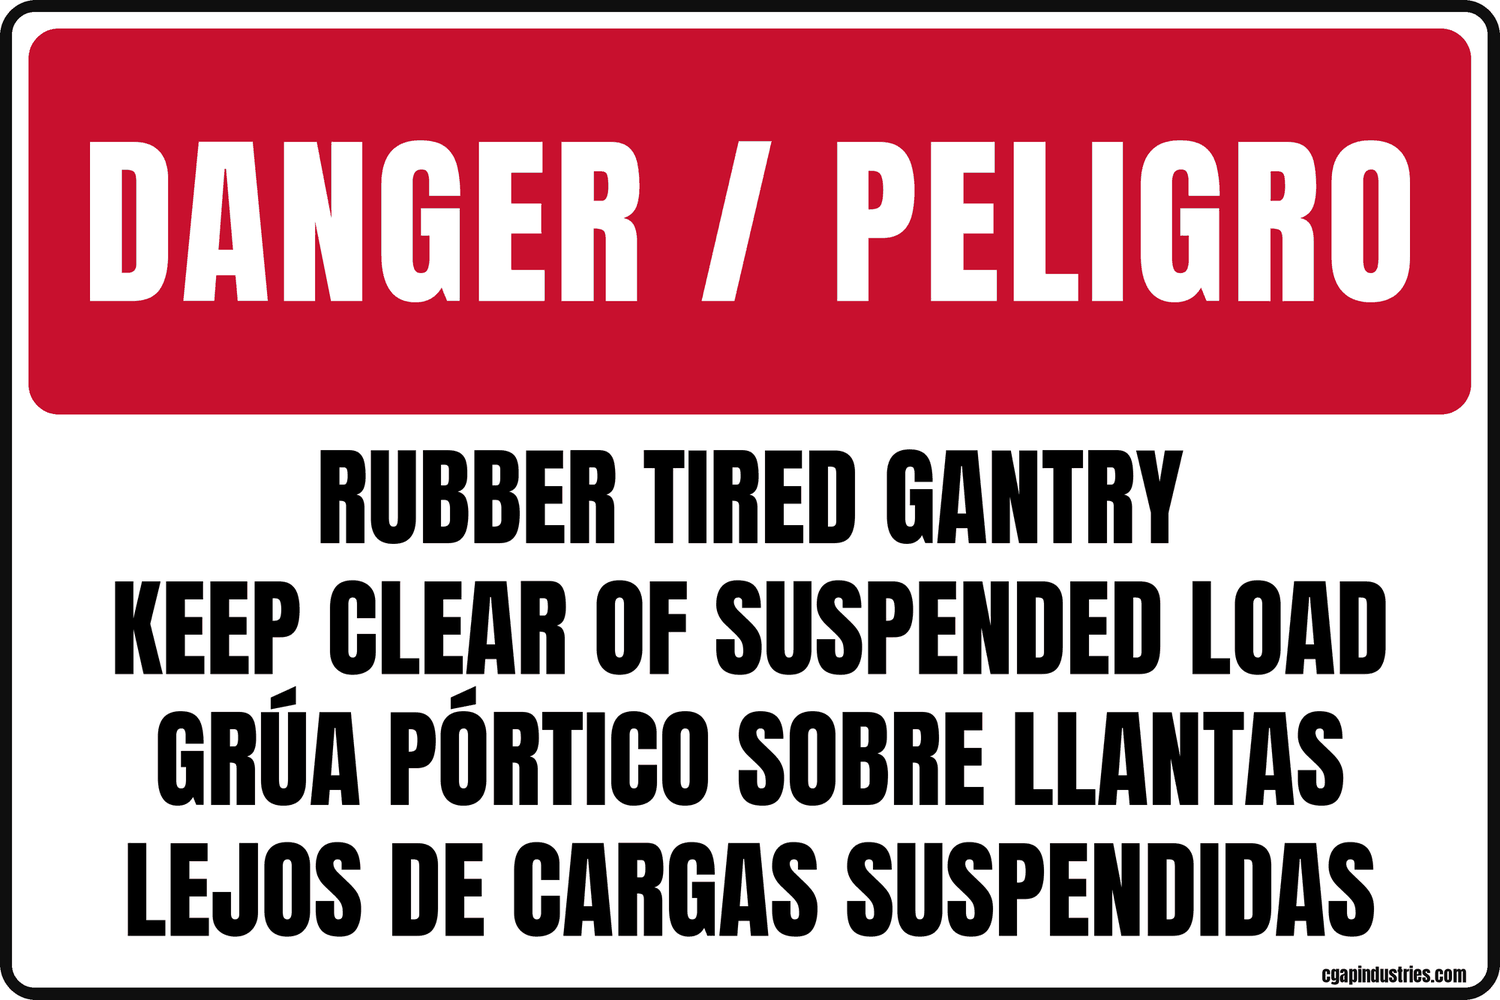 DANGER / PELIGRO
RUBBER TIRED GANTRY
KEEP CLEAR OF SUSPENDED LOAD
GRÚA PÓRTICO SOBRE LLANTAS
LEJOS DE CARGAS SUSPENDIDAS
cgapindustries.com